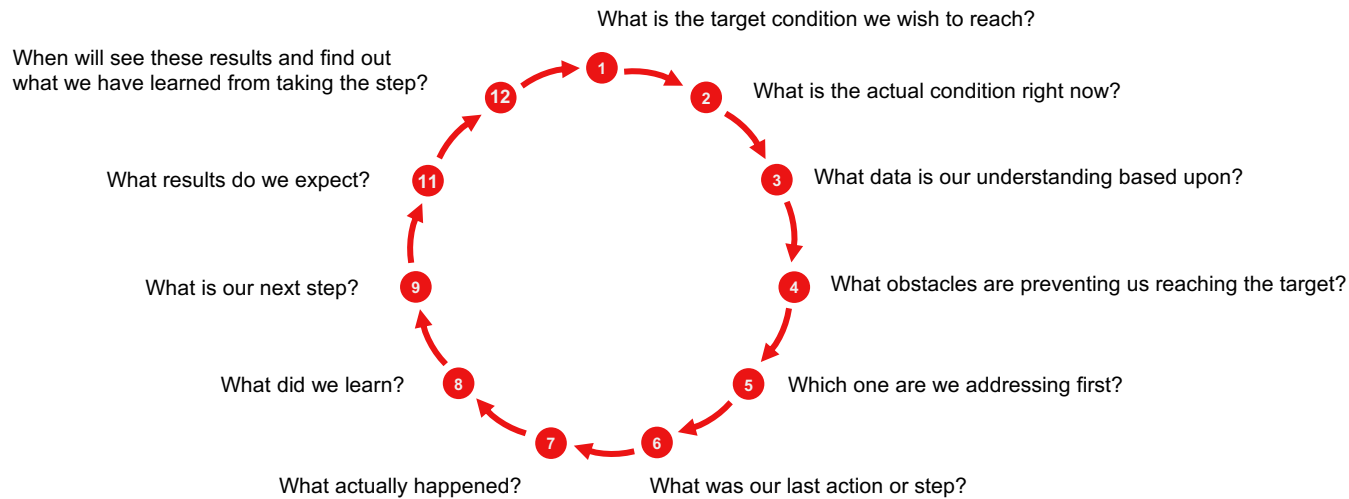 1
What is the target condition we wish to reach?
2
What is the actual condition right now?
3
What data is our understanding based upon?
4
What obstacles are preventing us reaching the target?
5
Which one are we addressing first?
6
What was our last action or step?
7
What actually happened?
8
What did we learn?
9
What is our next step?
11
What results do we expect?
12
When will see these results and find out
what we have learned from taking the step?